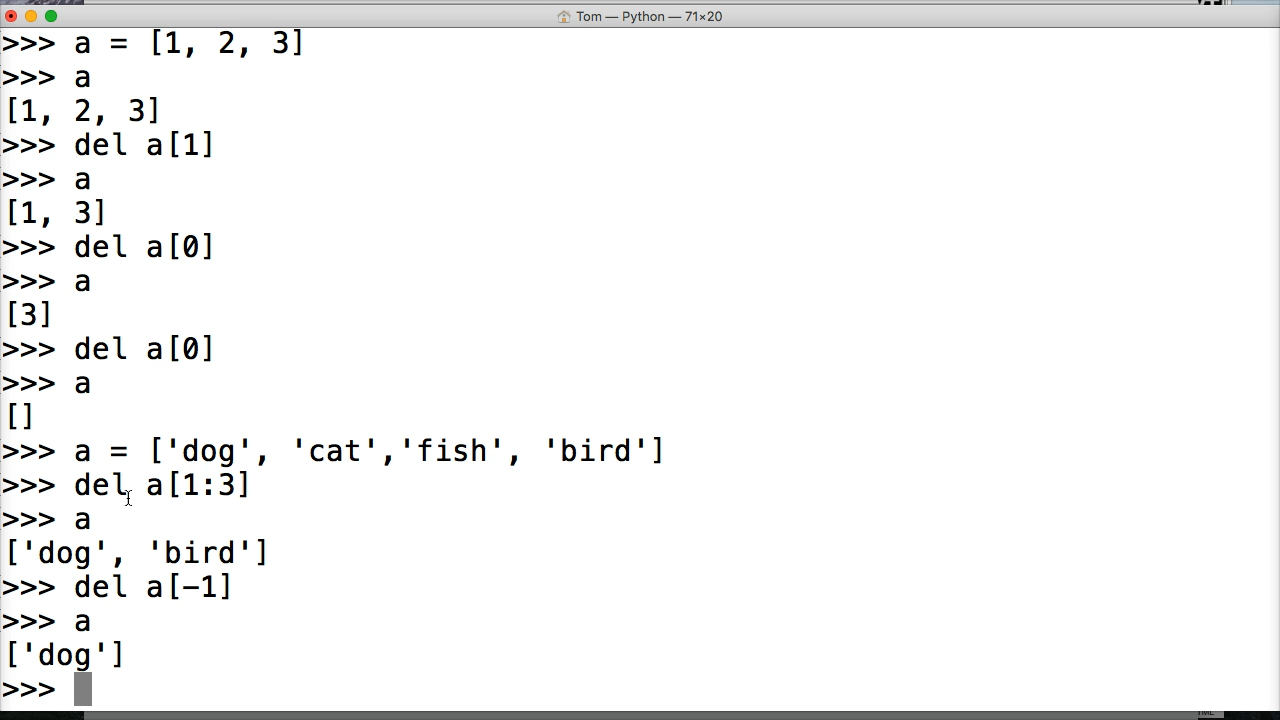 Tom — Python — 71×20
>>> a = [1, 2, 3]
>>> a
[1, 2, 3]
>>> del a[1]
>>> a
[1, 3]
>>> del a[0]
>>> a
[3]
>>> del a[0]
>>> a
[]
>>> a = ['dog', 'cat','fish', 'bird']
>>> del a[1:3]
>>> a
['dog', 'bird']
>>> del a[-1]
>>> a
['dog']
>>>